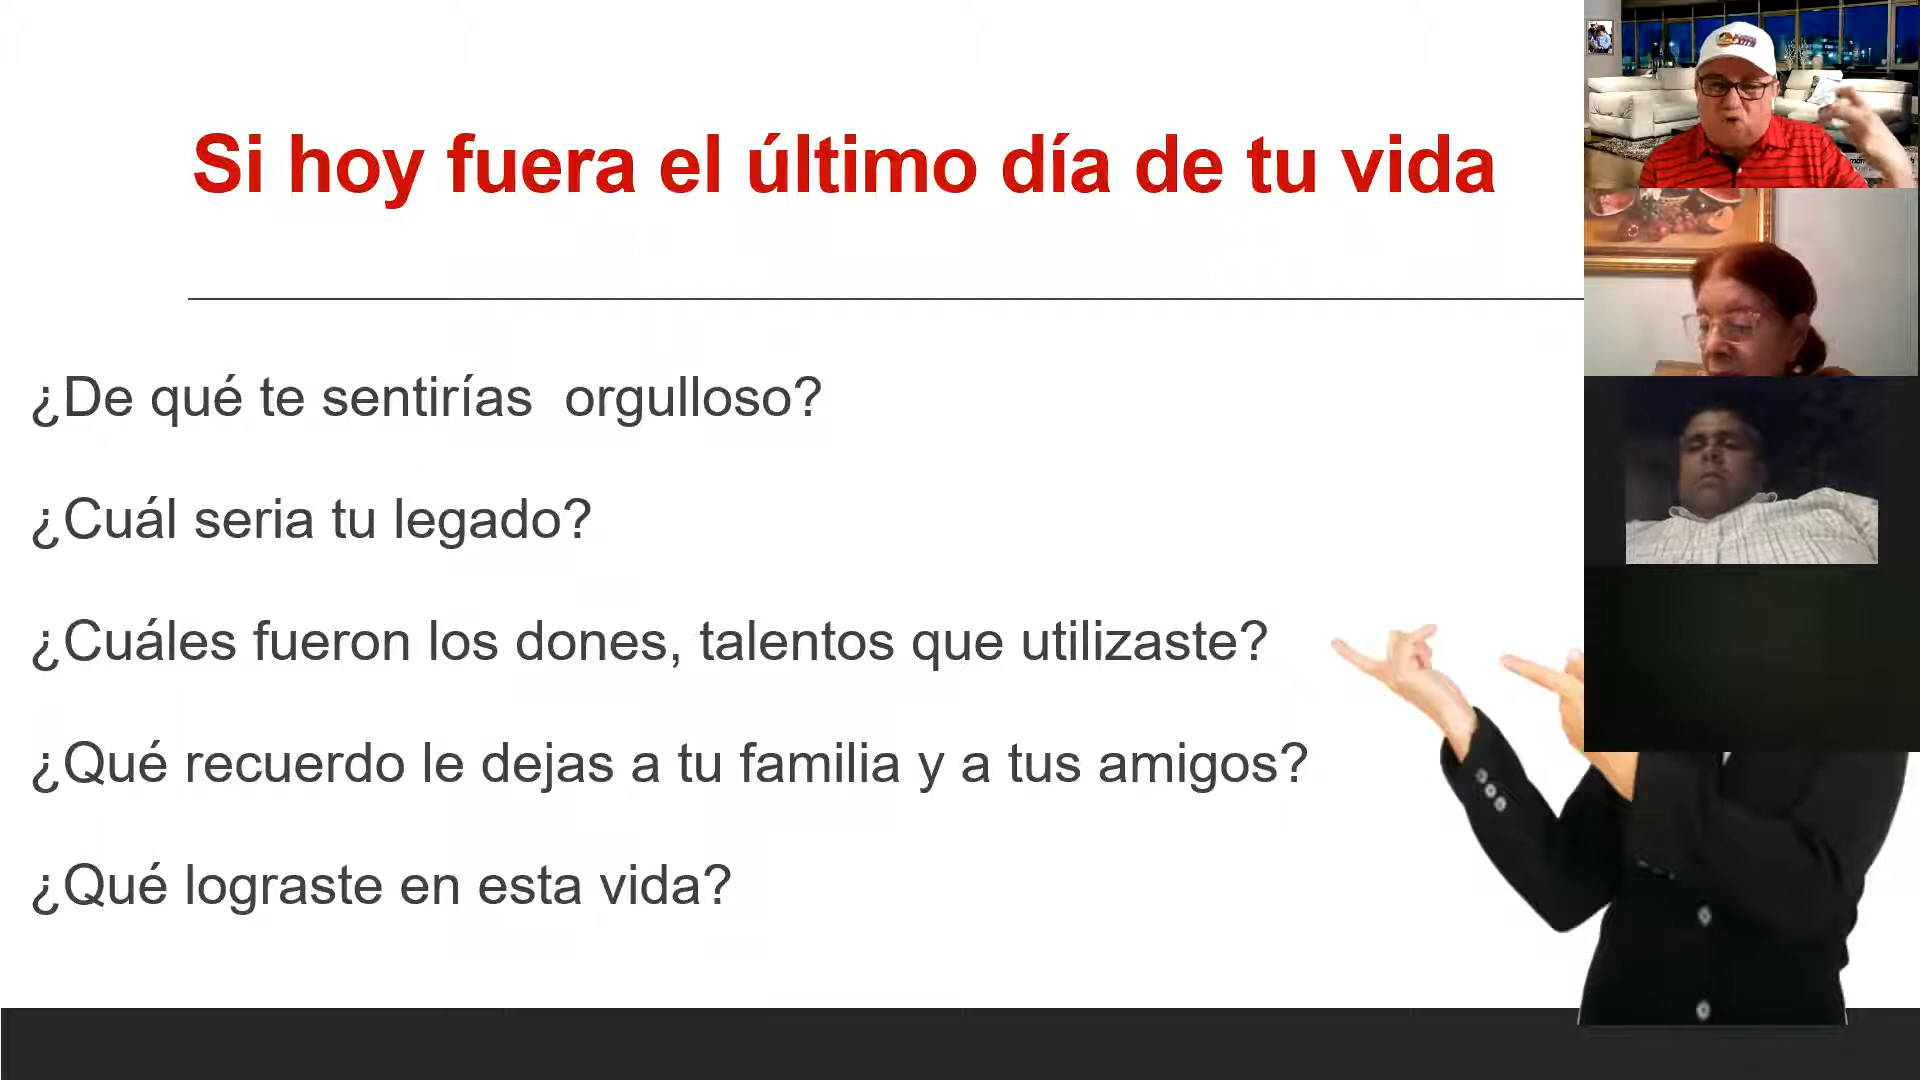 Si hoy fuera el último día de tu vida
¿De qué te sentirías  orgulloso?
¿Cuál seria tu legado?
¿Cuáles fueron los dones, talentos que utilizaste?
¿Qué recuerdo le dejas a tu familia y a tus amigos?
¿Qué lograste en esta vida?